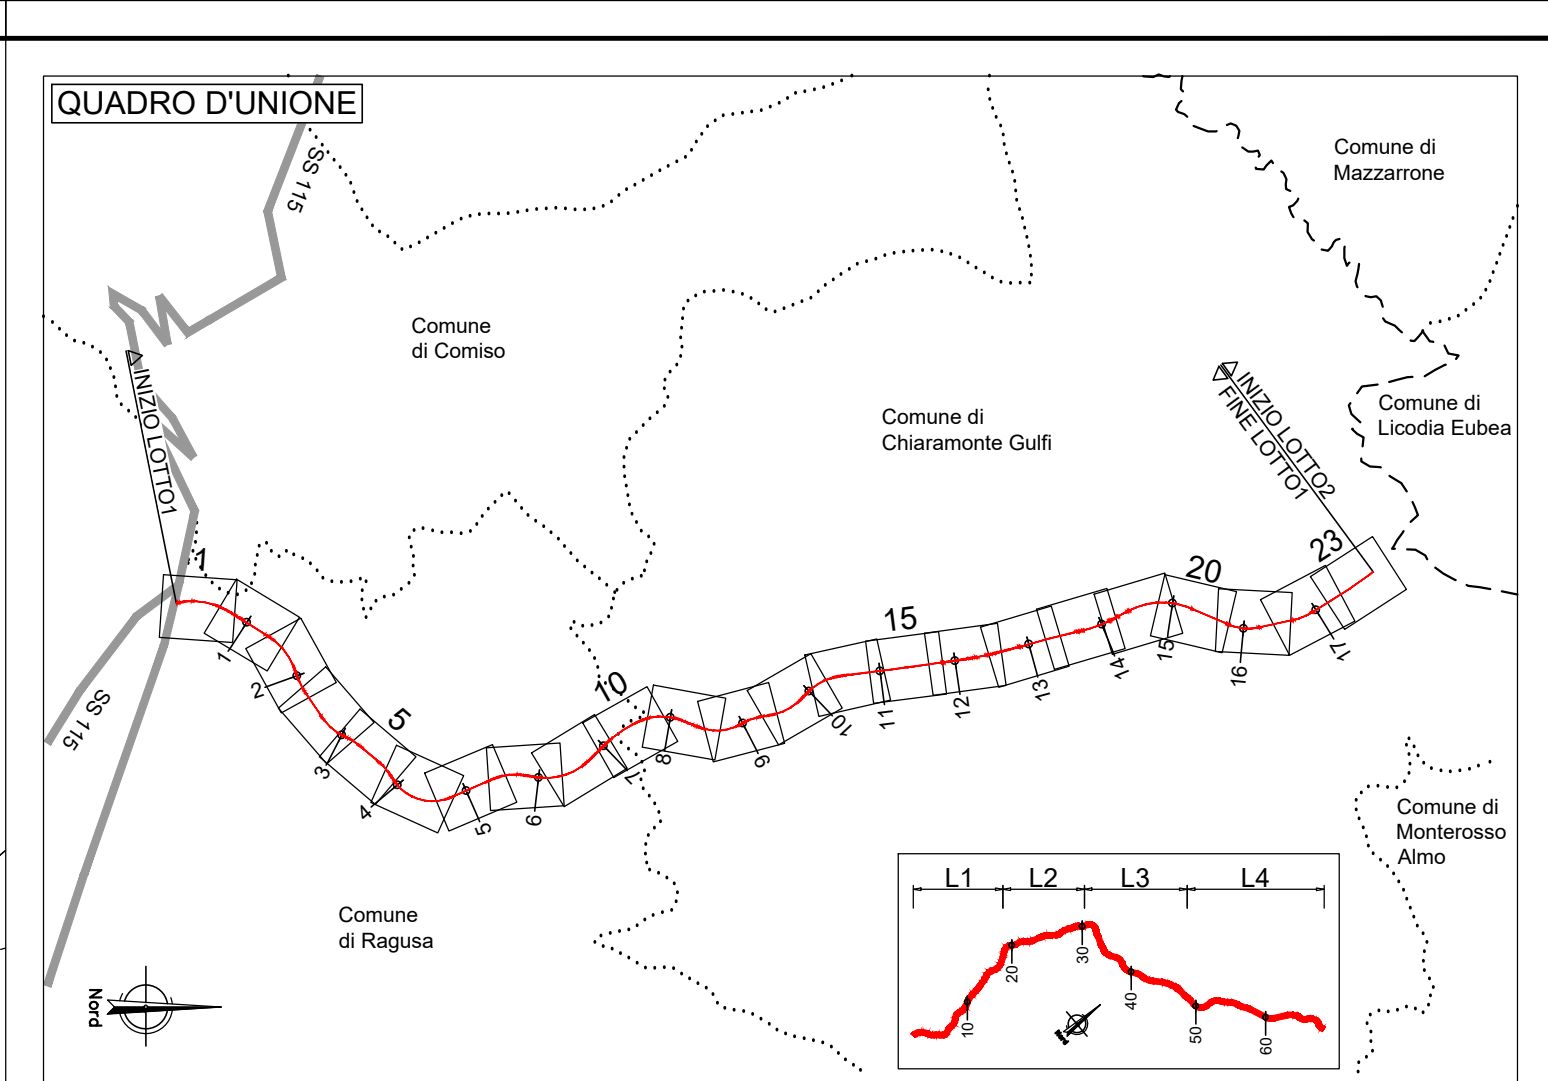 QUADRO D'UNIONE
SS 115
Comune di
Mazzarrone
Comune
di Comiso
INIZIO LOTTO1
Comune di
Chiaramonte Gulfi
INIZIO LOTTO2
FINE LOTTO1
Comune di
Licodia Eubea
1
5
10
15
20
23
1
2
3
4
5
6
7
8
9
10
11
12
13
14
15
16
17
SS 115
Comune di
Monterosso
Almo
Comune
di Ragusa
Nord
L1 L2 L3 L4
10
20
30
40
50
60
Nord